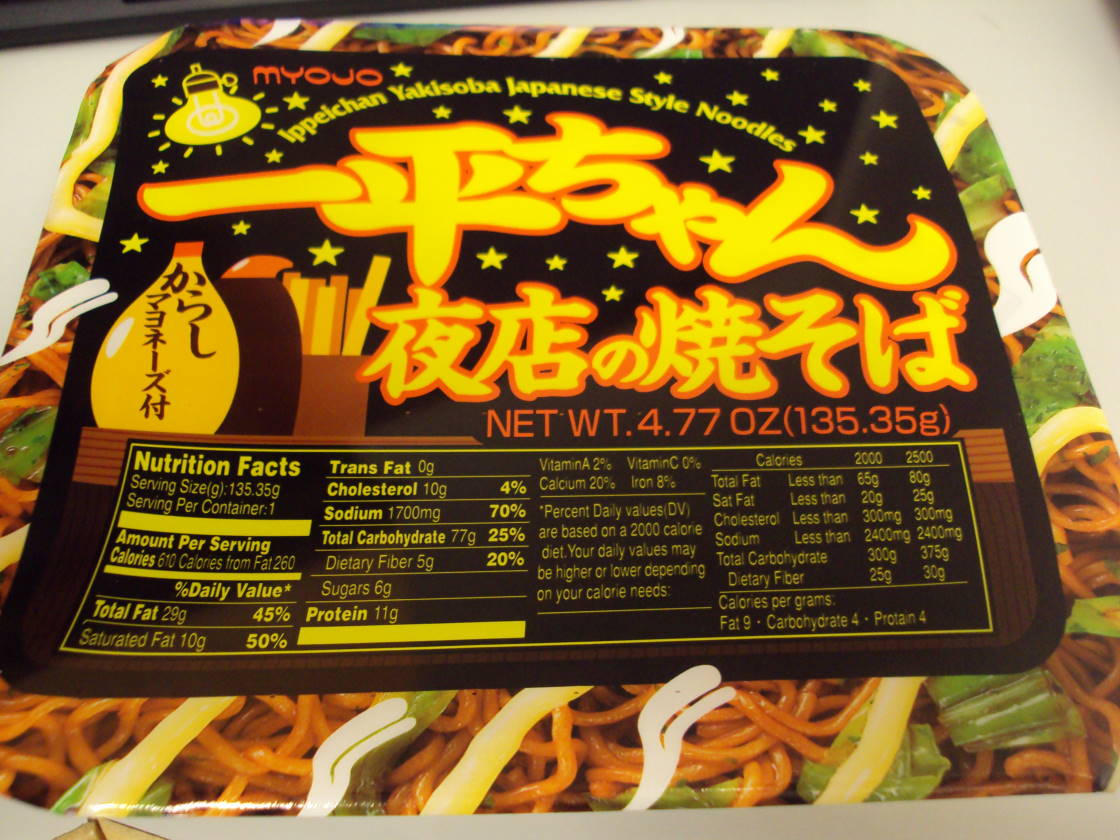 MYOJO
Ippeichan Yakisoba Japanese Style Noodles
一平ちゃん
夜店の焼そば
からし
マヨネーズ付
NET WT. 4.77 OZ(135.35g)
Nutrition Facts
Serving Size(g):135.35g
Serving Per Container:1
Amount Per Serving
Calories 610 Calories from Fat 260
%Daily Value*
Total Fat 29g 45%
Saturated Fat 10g 50%
Trans Fat 0g
Cholesterol 10g 4%
Sodium 1700mg 70%
Total Carbohydrate 77g 25%
Dietary Fiber 5g 20%
Sugars 6g
Protein 11g
VitaminA 2% VitaminC 0%
Calcium 20% Iron 8%
*Percent Daily values(DV)
are based on a 2000 calorie
diet.Your daily values may
be higher or lower depending
on your calorie needs:
Calories 2000 2500
Total Fat Less than 65g 80g
Sat Fat Less than 20g 25g
Cholesterol Less than 300mg 300mg
Sodium Less than 2400mg 2400mg
Total Carbohydrate 300g 375g
Dietary Fiber 25g 30g
Calories per grams:
Fat 9・Carbohydrate 4・Protain 4